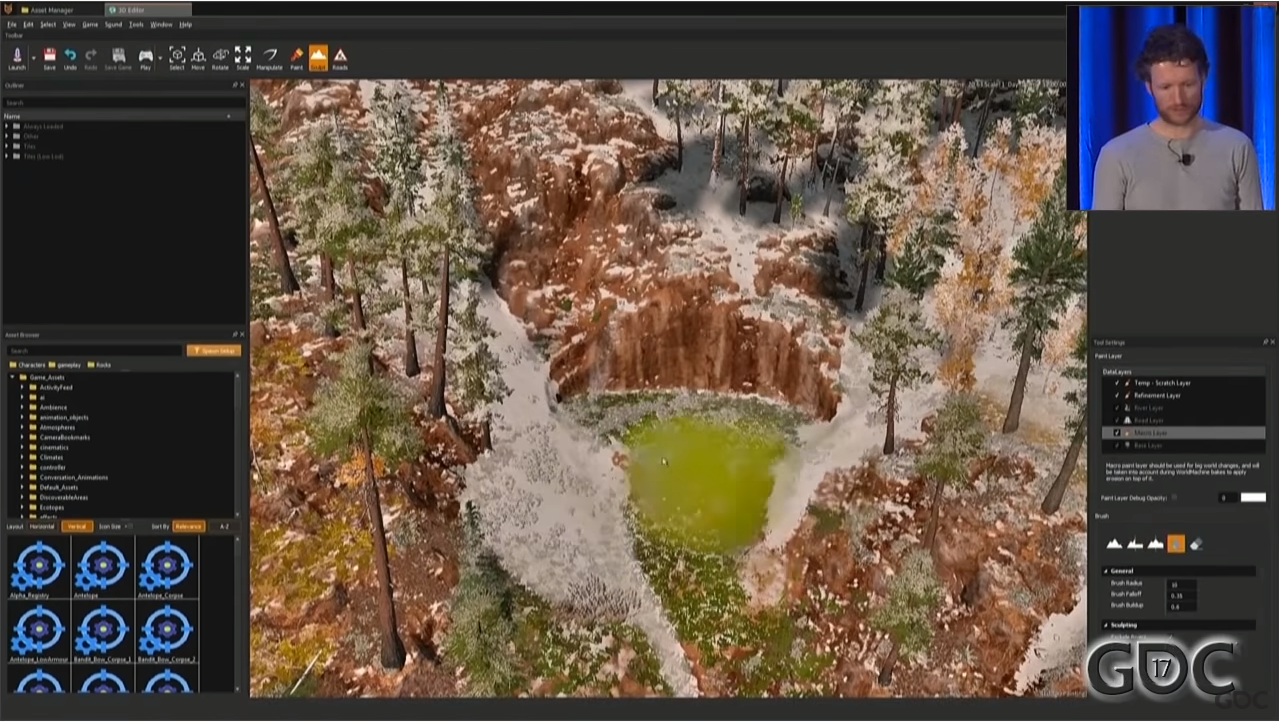 Asset Manager
3D Editor
File Edit Select View Game Sound Tools Window Help
Toolbar
Launch Save Undo Redo Save Game Play Select Move Rotate Scale Manipulate Paint Sculpt Roads
Outliner
Search
Name
Always Loaded
Other
Tiles
Tiles (Low Lod)
Asset Browser
Search
Spawn Setup
Characters gameplay Rocks
Game_Assets
ActivityFeed
ai
Ambience
animation_objects
Atmospheres
CameraBookmarks
cinematics
Climates
controller
Conversation_Animations
Default_Assets
DiscoverableAreas
Ecotopes
effects
Layout Horizontal Vertical Icon Size Sort By Relevance A-Z
Alpha_Registry Antelope Antelope_Corpse
Antelope_LowArmour Bandit_Bow_Corpse_1 Bandit_Bow_Corpse_2
Tool Settings
Paint Layer
DataLayers
Temp - Scratch Layer
Refinement Layer
River Layer
Road Layer
Macro Layer
Base Layer
Macro paint layer should be used for big world changes, and will
be taken into account during WorldMachine bakes to apply
erosion on top of it.
Paint Layer Debug Opacity: 0
Brush
General
Brush Radius 10
Brush Falloff 0.35
Brush Buildup 0.6
Sculpting
GDC 17
GDC